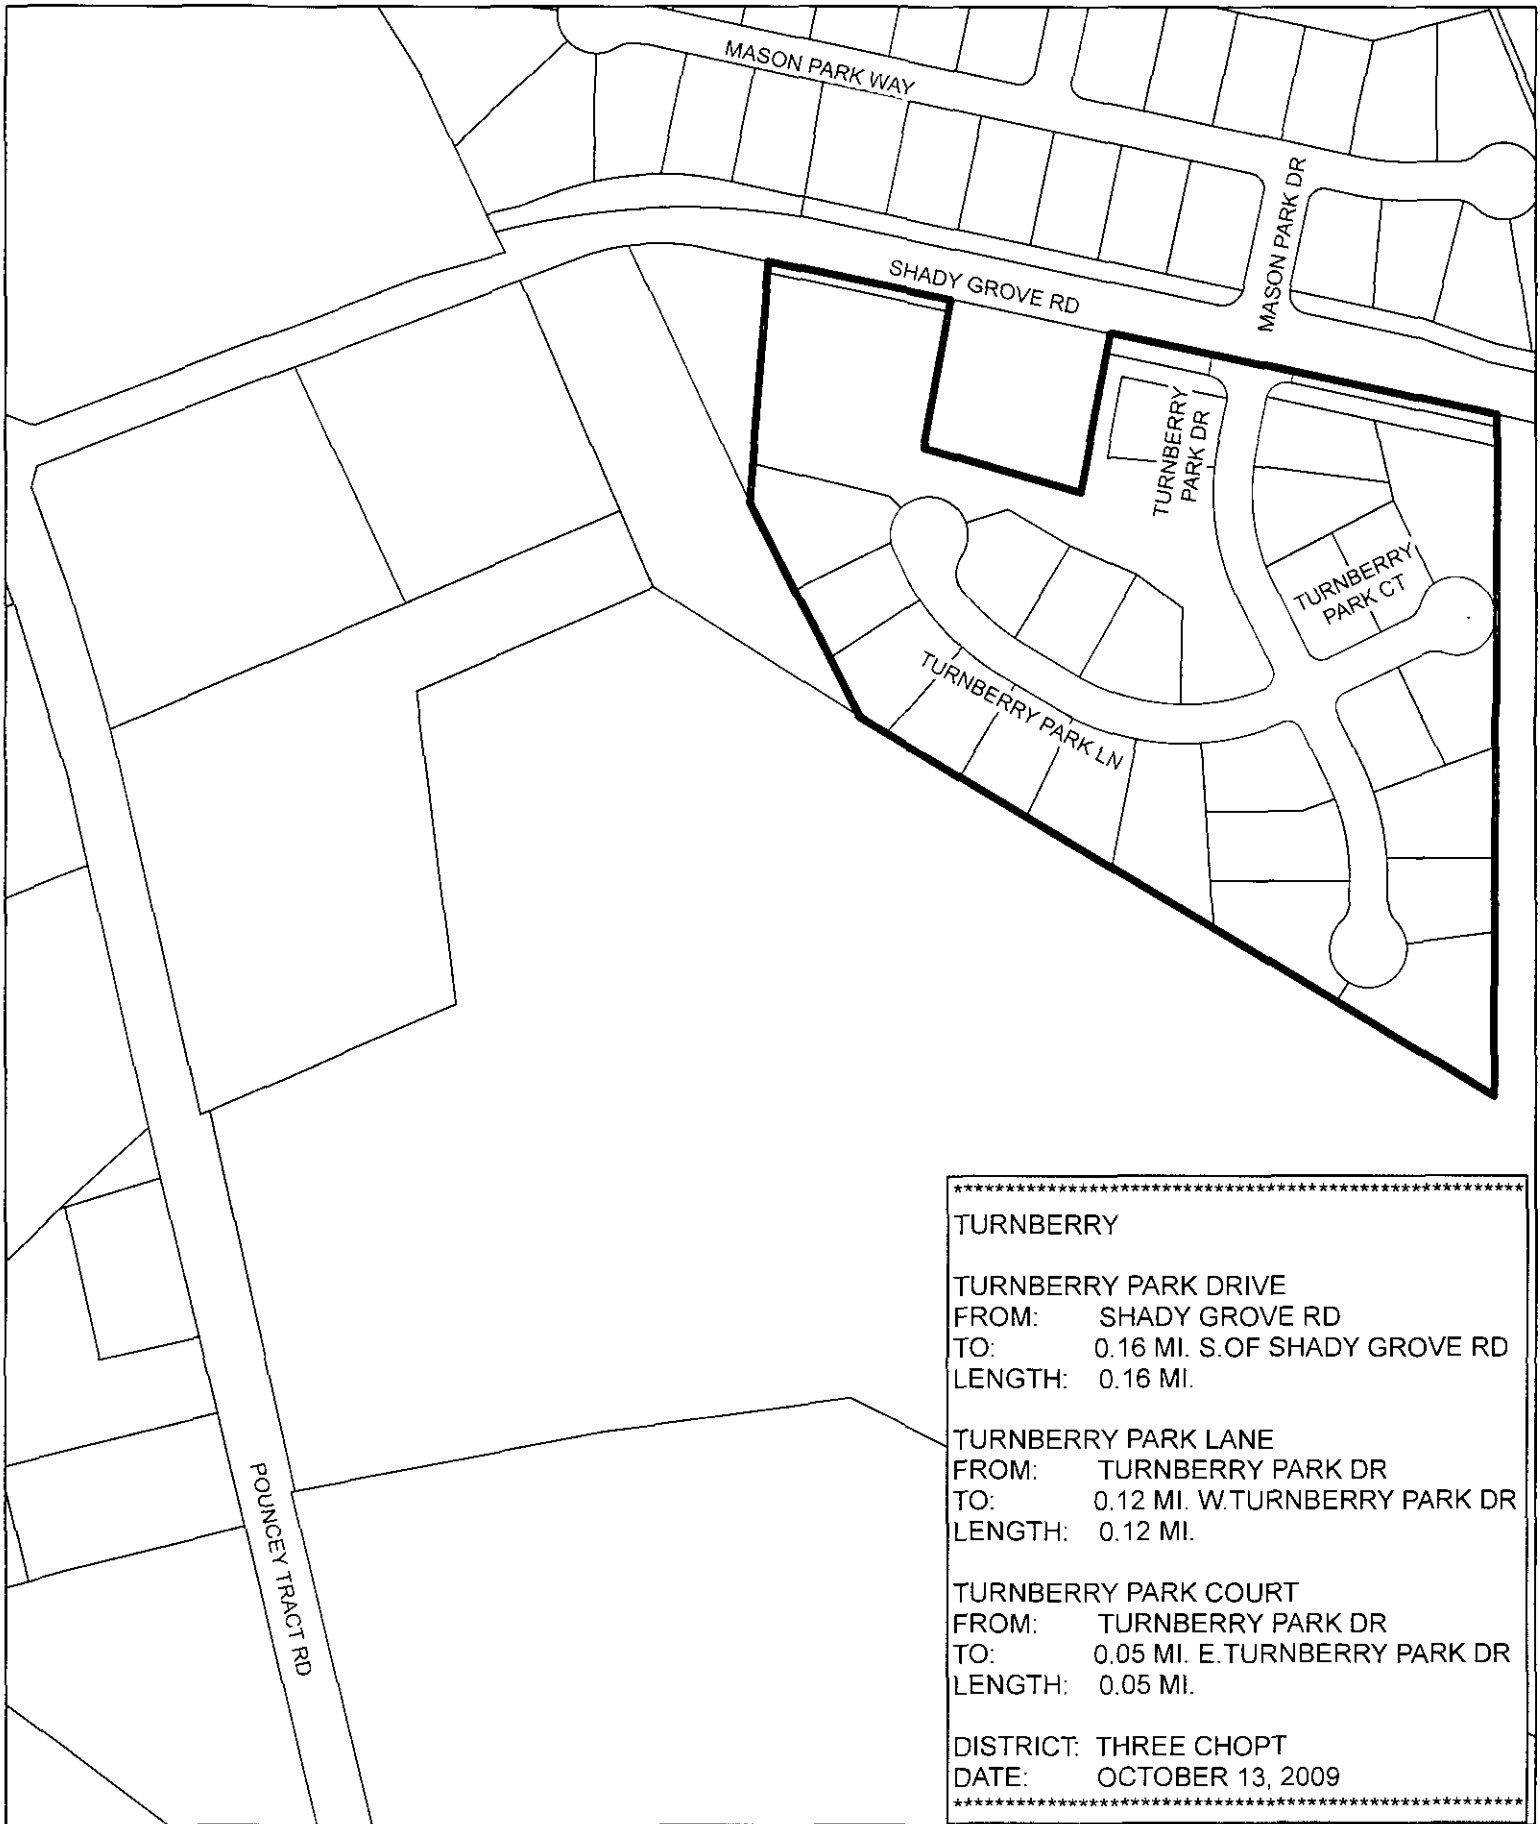 MASON PARK WAY
MASON PARK DR
SHADY GROVE RD
TURNBERRY
PARK DR
TURNBERRY
PARK CT
TURNBERRY PARK LN
POUNCEY TRACT RD
*******************************************************
TURNBERRY
TURNBERRY PARK DRIVE
FROM: SHADY GROVE RD
TO: 0.16 MI. S.OF SHADY GROVE RD
LENGTH: 0.16 MI.
TURNBERRY PARK LANE
FROM: TURNBERRY PARK DR
TO: 0.12 MI. W.TURNBERRY PARK DR
LENGTH: 0.12 MI.
TURNBERRY PARK COURT
FROM: TURNBERRY PARK DR
TO: 0.05 MI. E.TURNBERRY PARK DR
LENGTH: 0.05 MI.
DISTRICT: THREE CHOPT
DATE: OCTOBER 13, 2009
*******************************************************